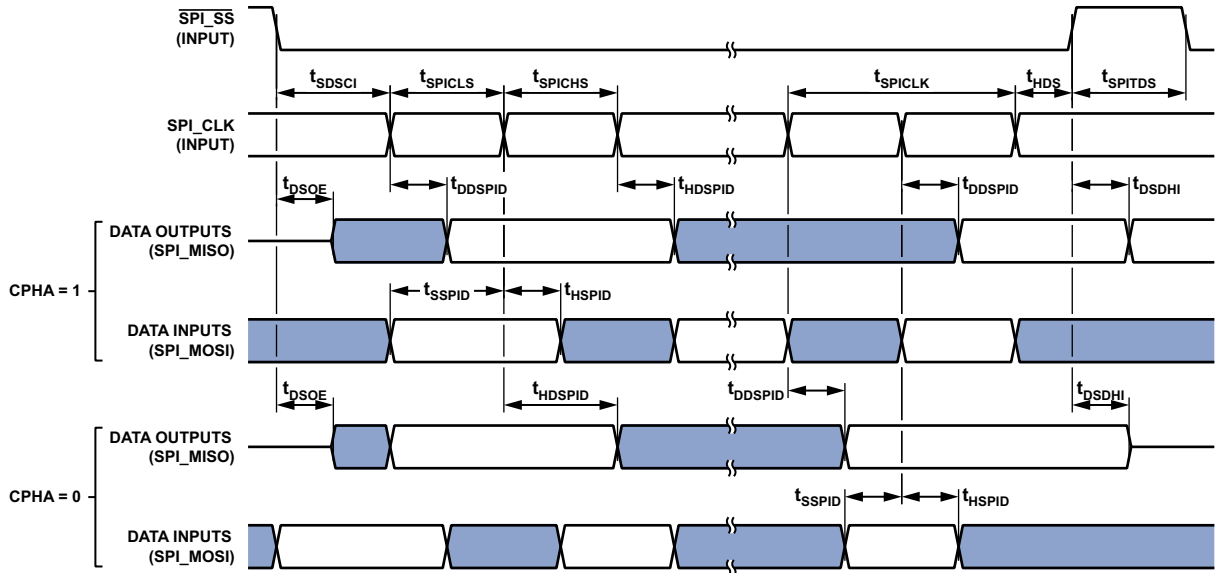 SPI_SS
(INPUT)
tSDSCI tSPICLS tSPICHS tSPICLK tHDS tSPITDS
SPI_CLK
(INPUT)
tDSOE tDDSPID tHDSPID tDDSPID tDSDHI
DATA OUTPUTS
(SPI_MISO)
CPHA = 1
tSSPID tHSPID
DATA INPUTS
(SPI_MOSI)
tDSOE tHDSPID tDDSPID tDSDHI
DATA OUTPUTS
(SPI_MISO)
CPHA = 0
tSSPID tHSPID
DATA INPUTS
(SPI_MOSI)